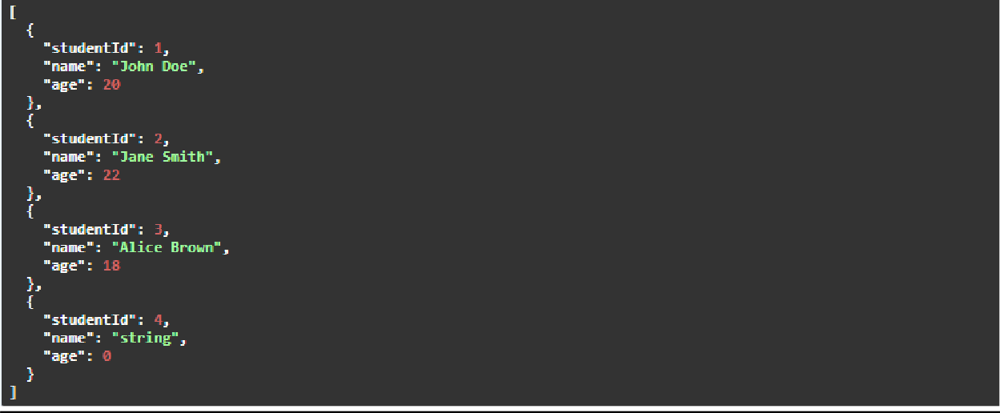 [
  {
    "studentId": 1,
    "name": "John Doe",
    "age": 20
  },
  {
    "studentId": 2,
    "name": "Jane Smith",
    "age": 22
  },
  {
    "studentId": 3,
    "name": "Alice Brown",
    "age": 18
  },
  {
    "studentId": 4,
    "name": "string",
    "age": 0
  }
]